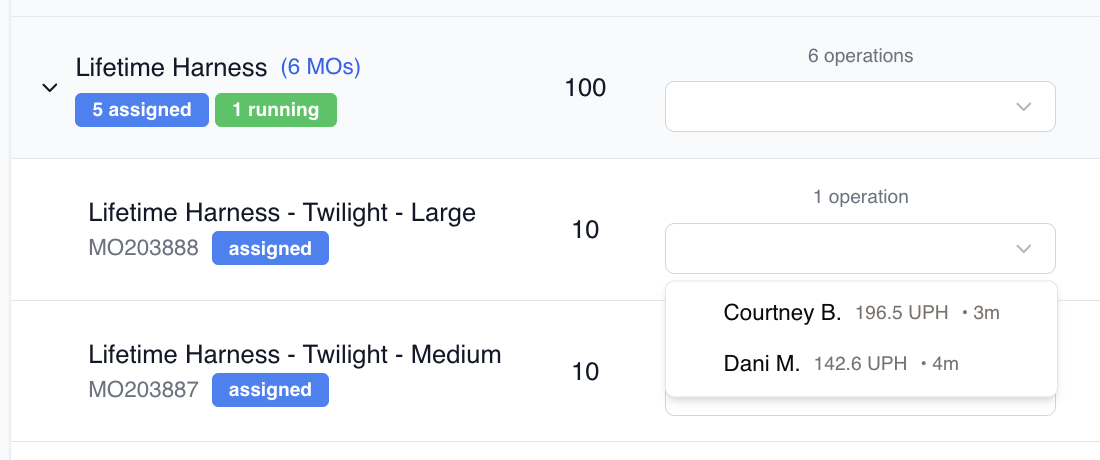 Lifetime Harness (6 MOs)
5 assigned 1 running
100
6 operations
Lifetime Harness - Twilight - Large
MO203888 assigned
10
1 operation
Courtney B. 196.5 UPH • 3m
Dani M. 142.6 UPH • 4m
Lifetime Harness - Twilight - Medium
MO203887 assigned
10